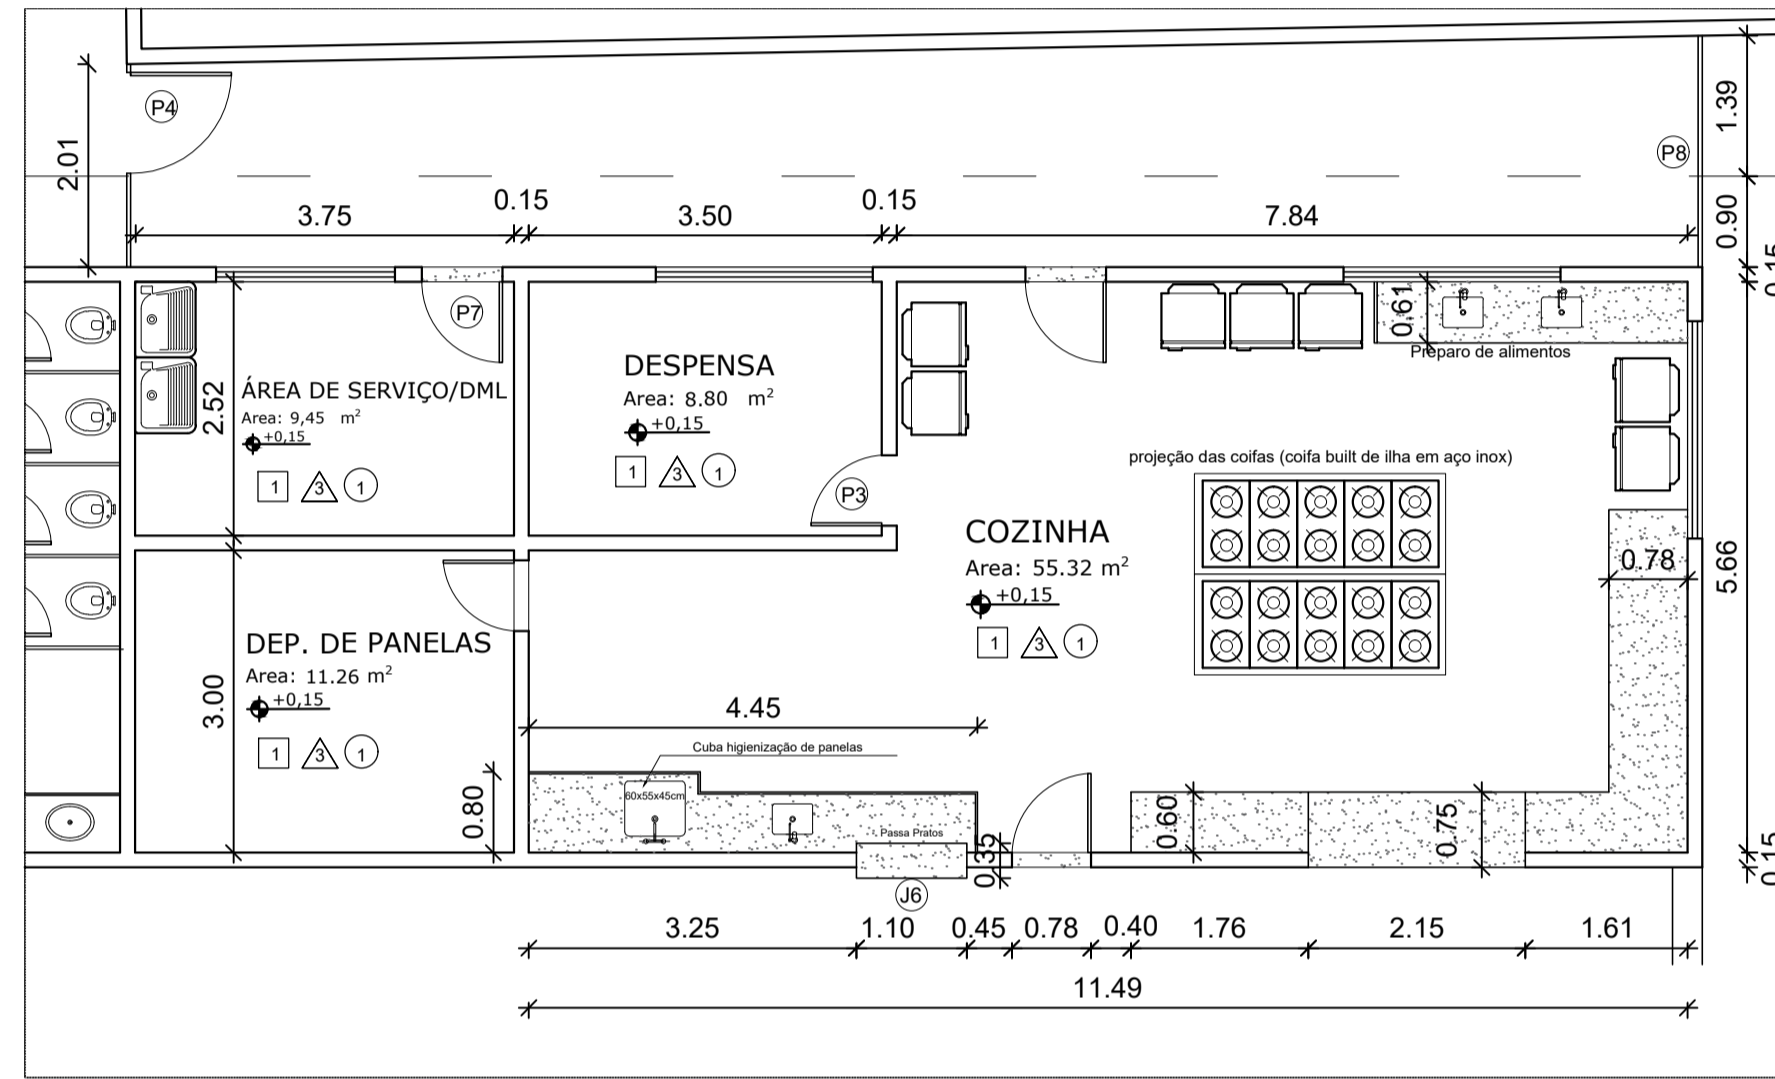 P4
2.01
1.39
P8
0.90
0.15
3.75
0.15
3.50
0.15
7.84
P7
2.52
ÁREA DE SERVIÇO/DML
Area: 9,45 m²
+0,15
1 3 1
DESPENSA
Area: 8.80 m²
+0,15
1 3 1
P3
0.61
Preparo de alimentos
projeção das coifas (coifa built de ilha em aço inox)
COZINHA
Area: 55.32 m²
+0,15
1 3 1
0.78
5.66
DEP. DE PANELAS
Area: 11.26 m²
+0,15
1 3 1
3.00
4.45
Cuba higienização de panelas
60x55x45cm
0.80
Passa Pratos
0.35
0.60
0.75
0.15
J6
3.25
1.10
0.45
0.78
0.40
1.76
2.15
1.61
11.49